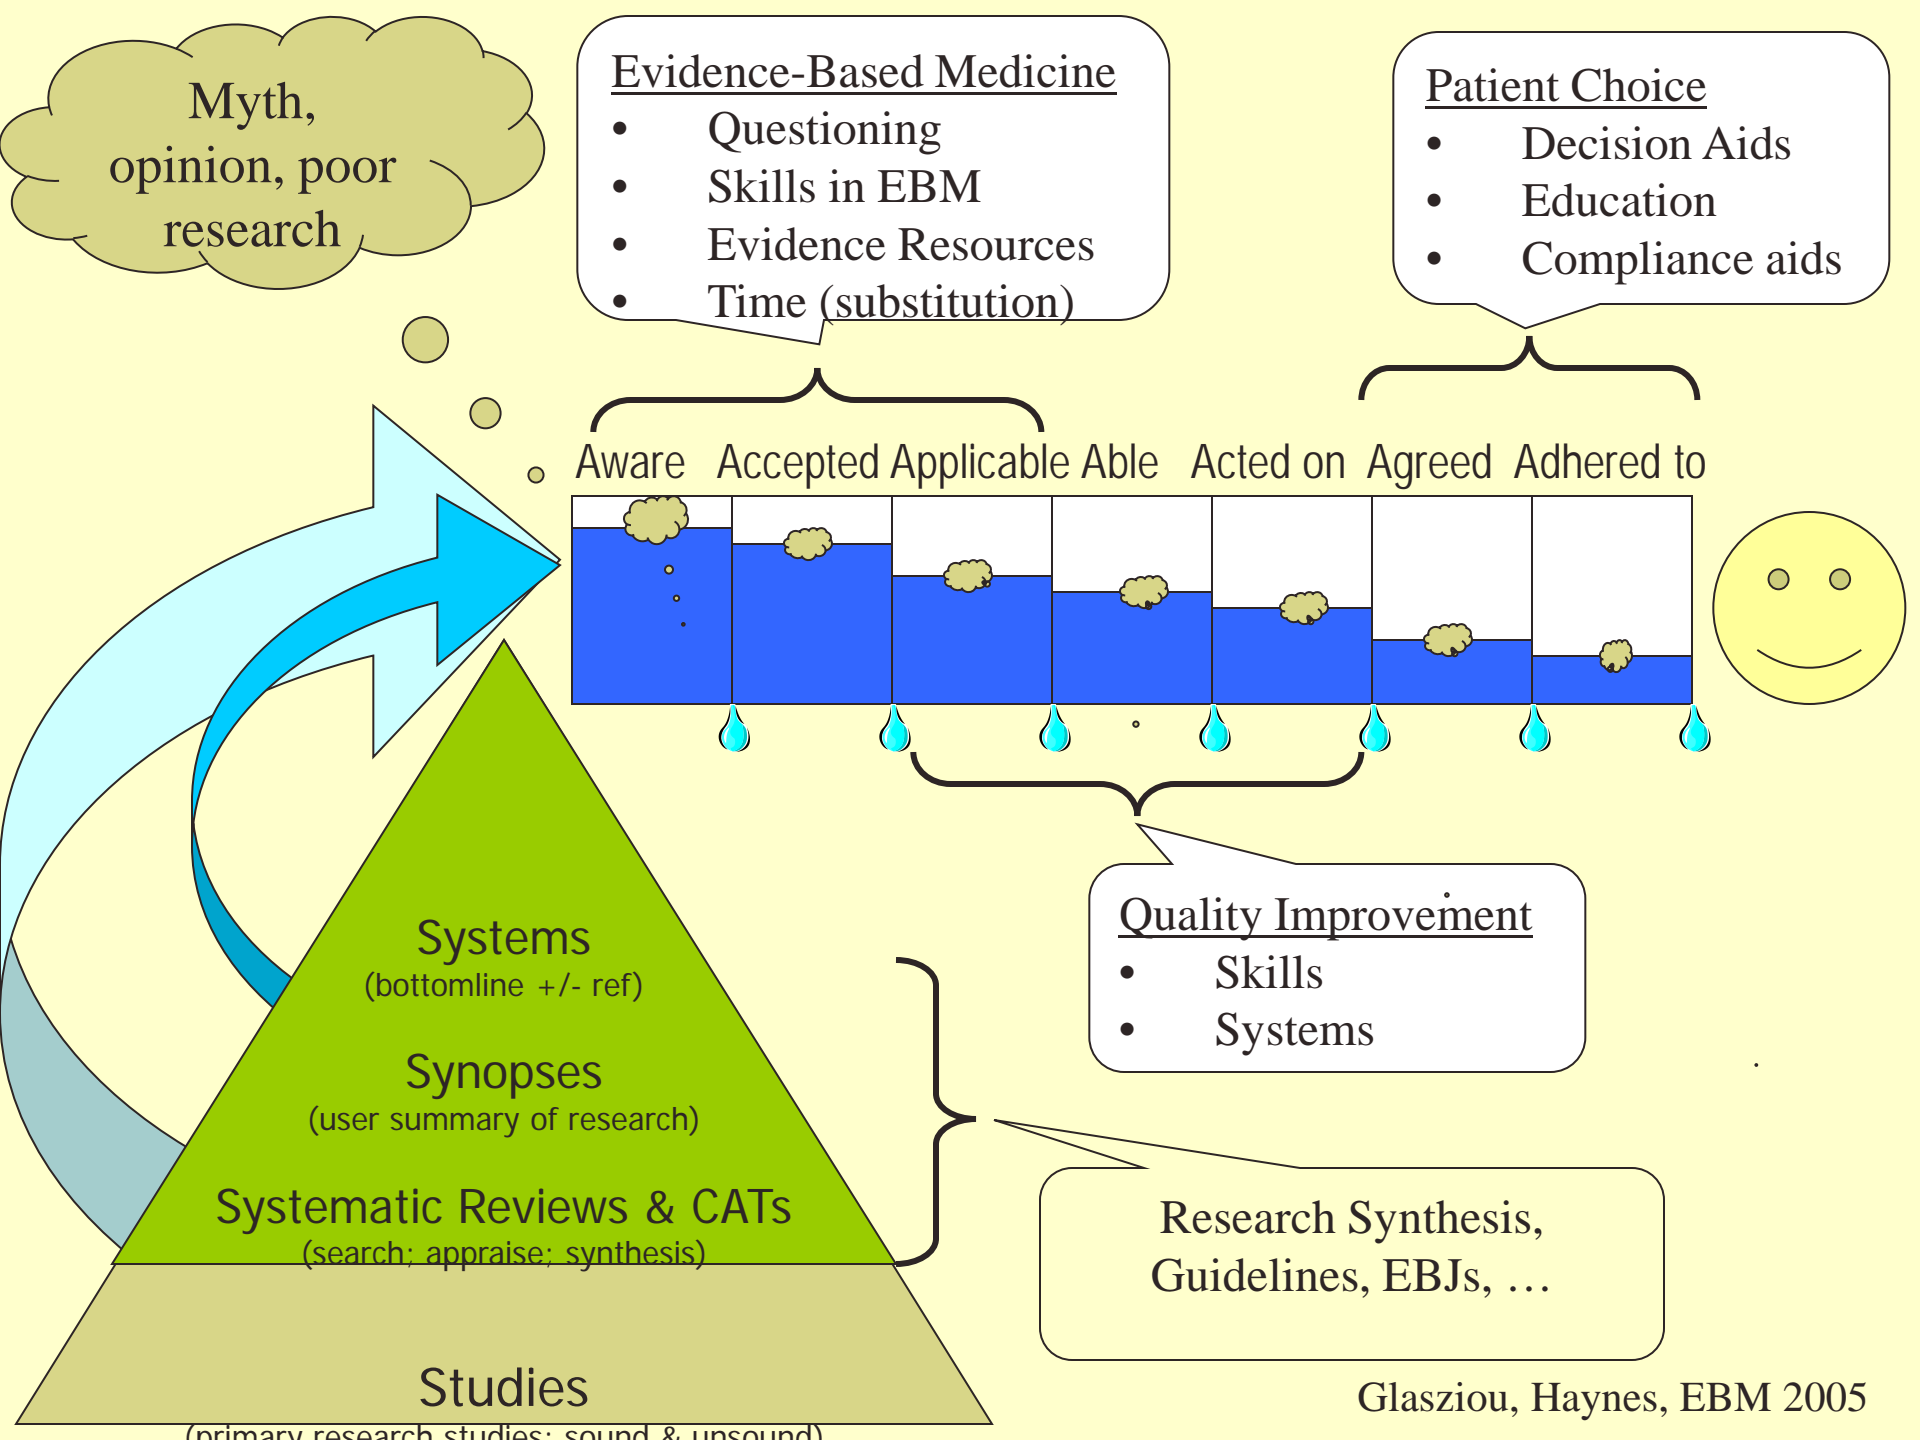 Myth,
opinion, poor
research
Evidence-Based Medicine
• Questioning
• Skills in EBM
• Evidence Resources
• Time (substitution)
Patient Choice
• Decision Aids
• Education
• Compliance aids
Aware Accepted Applicable Able Acted on Agreed Adhered to
Quality Improvement
• Skills
• Systems
Systems
(bottomline +/- ref)
Synopses
(user summary of research)
Systematic Reviews & CATs
(search; appraise; synthesis)
Studies
(primary research studies: sound & unsound)
Research Synthesis,
Guidelines, EBJs, …
Glasziou, Haynes, EBM 2005